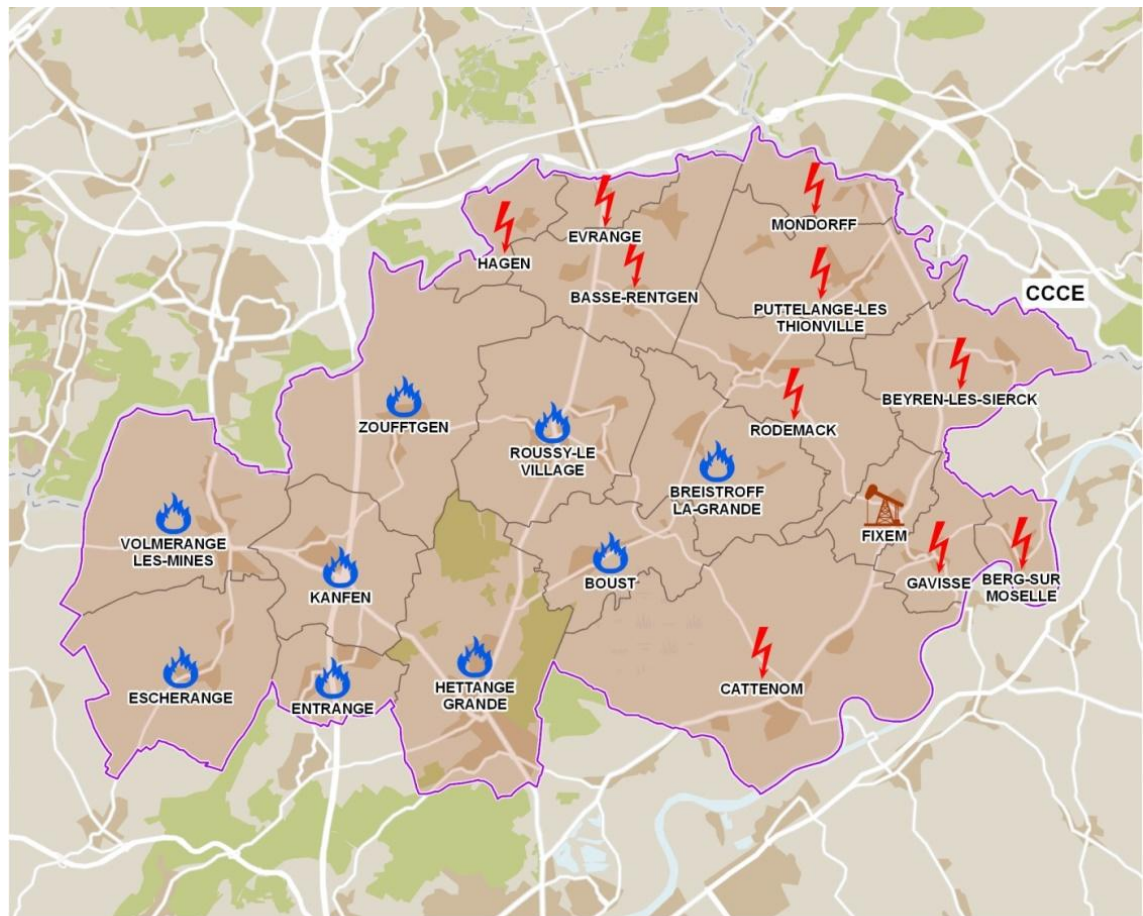 MONDORFF
EVRANGE
HAGEN
BASSE-RENTGEN
CCCE
PUTTELANGE-LES
THIONVILLE
BEYREN-LES-SIERCK
ZOUFFTGEN
RODEMACK
ROUSSY-LE
VILLAGE
BREISTROFF
LA-GRANDE
FIXEM
VOLMERANGE
LES-MINES
KANFEN
BOUST
GAVISSE
BERG-SUR
MOSELLE
ESCHERANGE
ENTRANGE
HETTANGE
GRANDE
CATTENOM